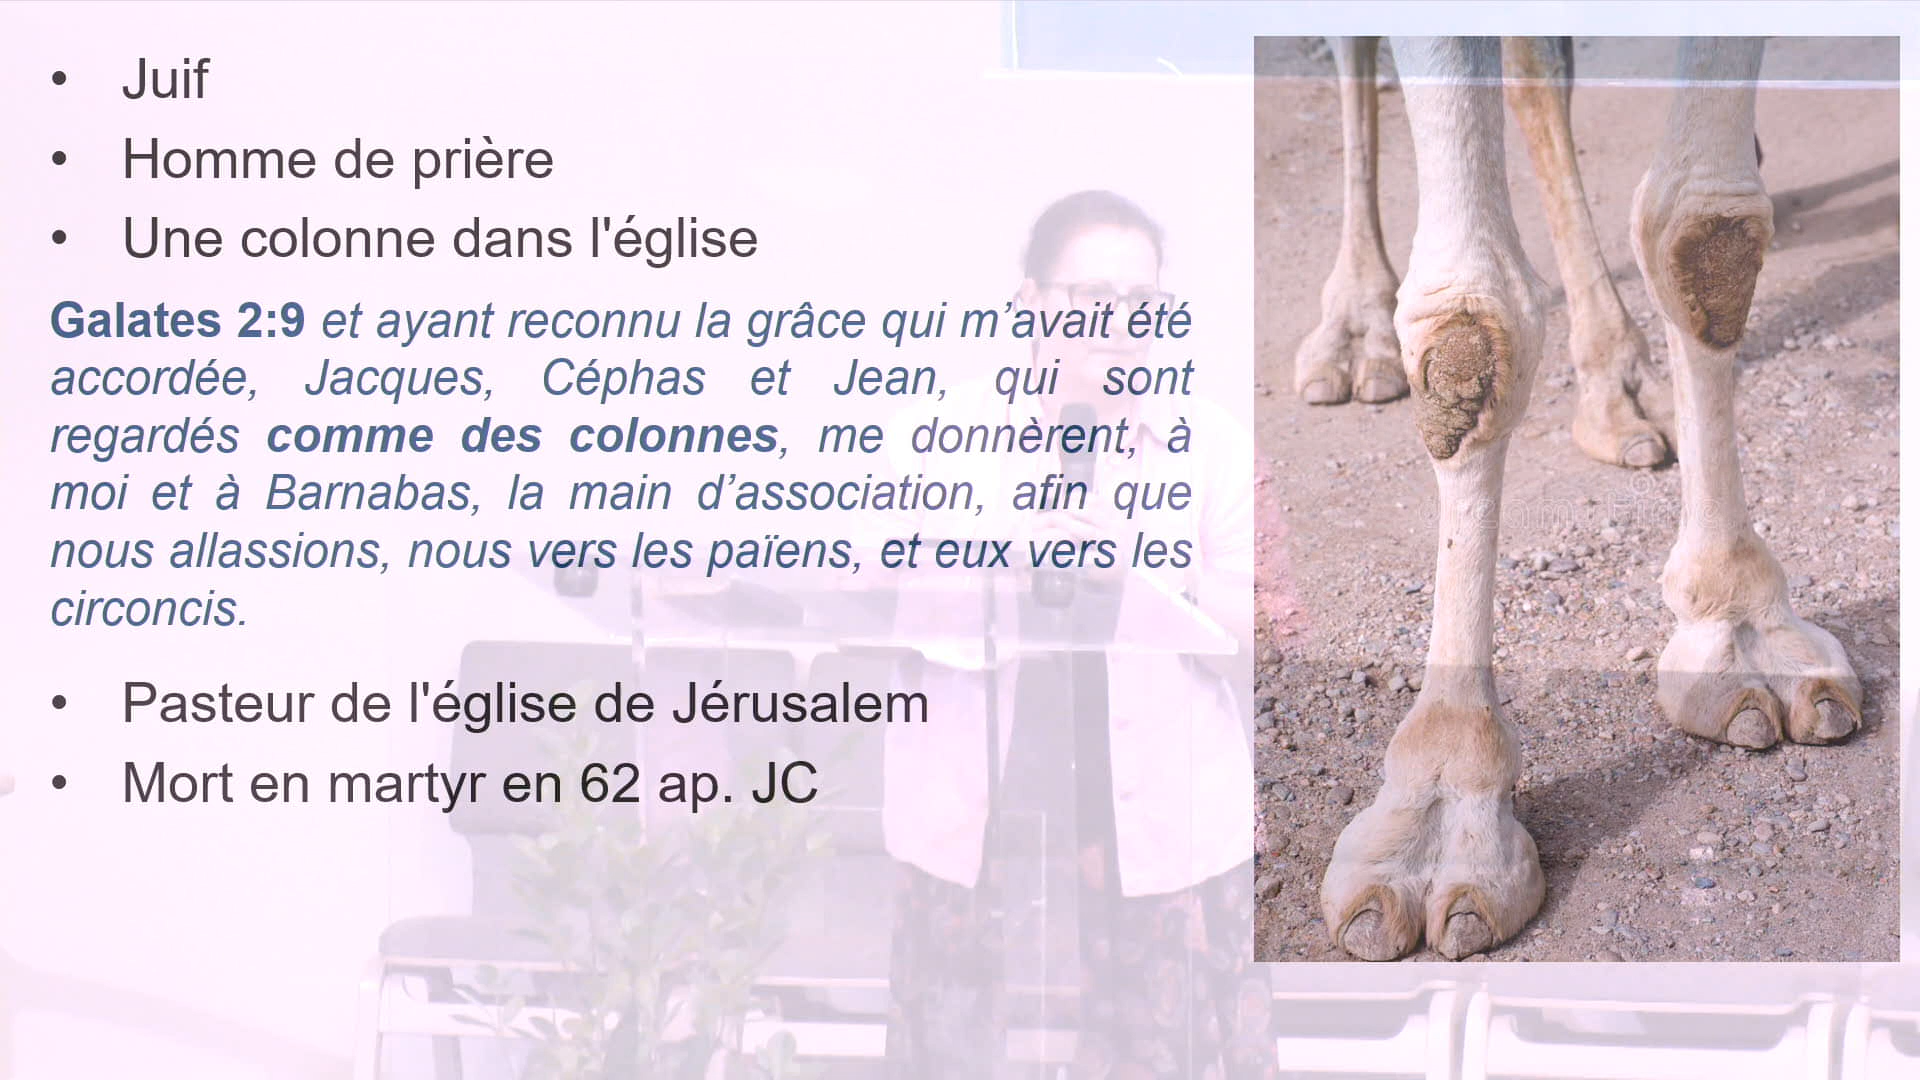 • Juif
• Homme de prière
• Une colonne dans l'église
Galates 2:9 et ayant reconnu la grâce qui m’avait été
accordée, Jacques, Céphas et Jean, qui sont
regardés comme des colonnes, me donnèrent, à
moi et à Barnabas, la main d’association, afin que
nous allassions, nous vers les païens, et eux vers les
circoncis.
• Pasteur de l'église de Jérusalem
• Mort en martyr en 62 ap. JC
dreamstime